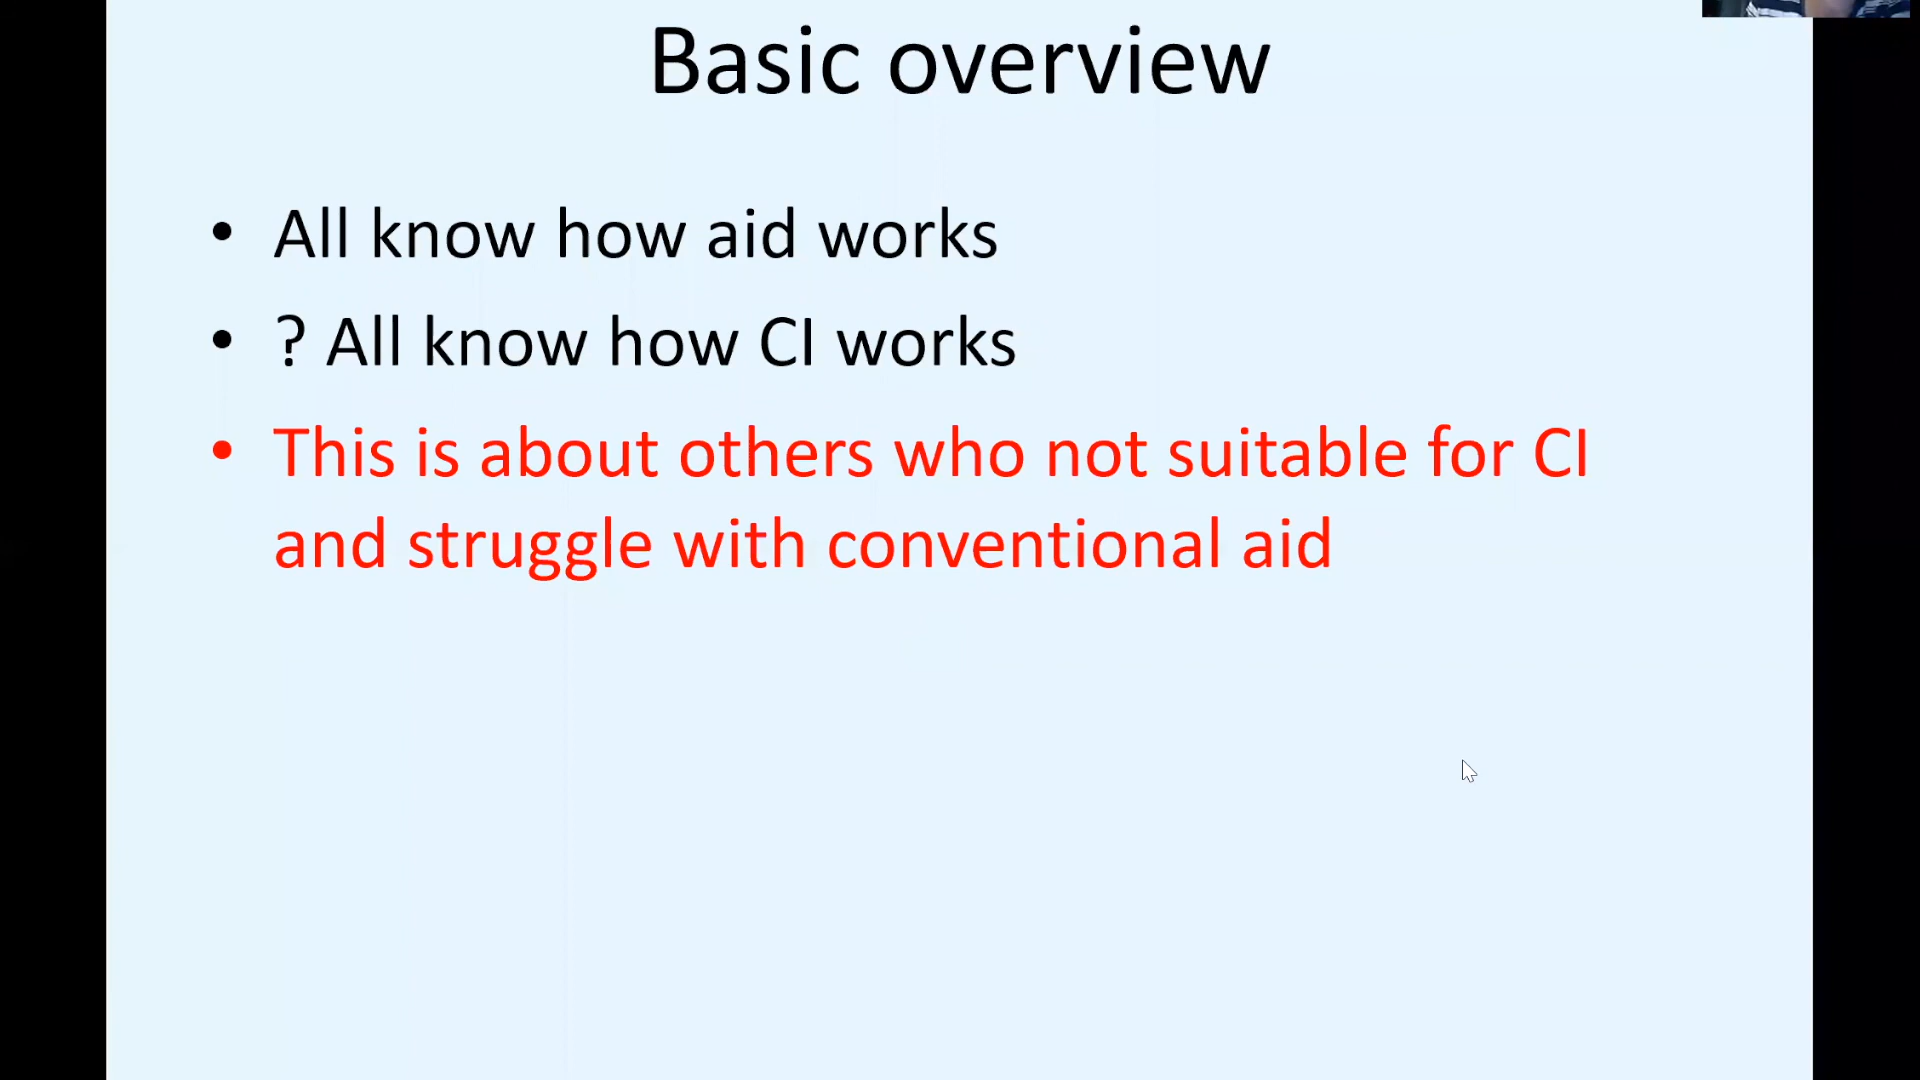 Basic overview
• All know how aid works
• ? All know how CI works
• This is about others who not suitable for CI
and struggle with conventional aid